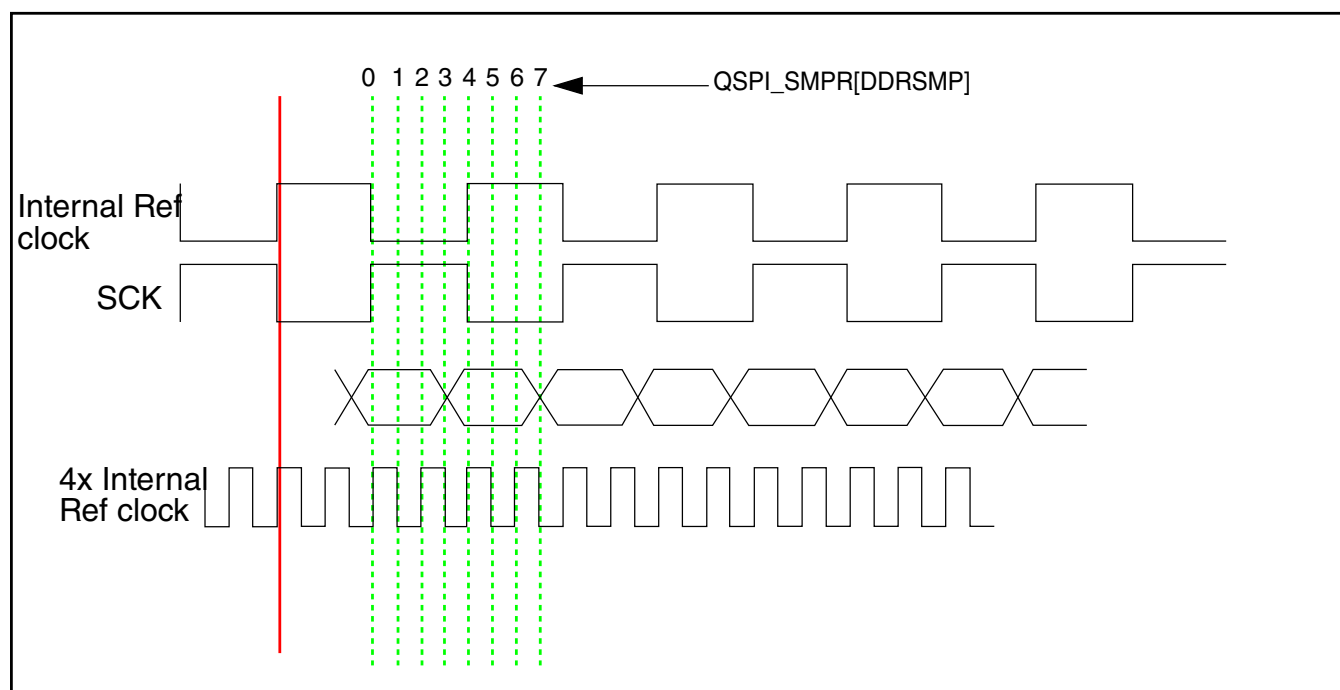 0 1 2 3 4 5 6 7
QSPI_SMPR[DDRSMP]
Internal Ref
clock
SCK
4x Internal
Ref clock